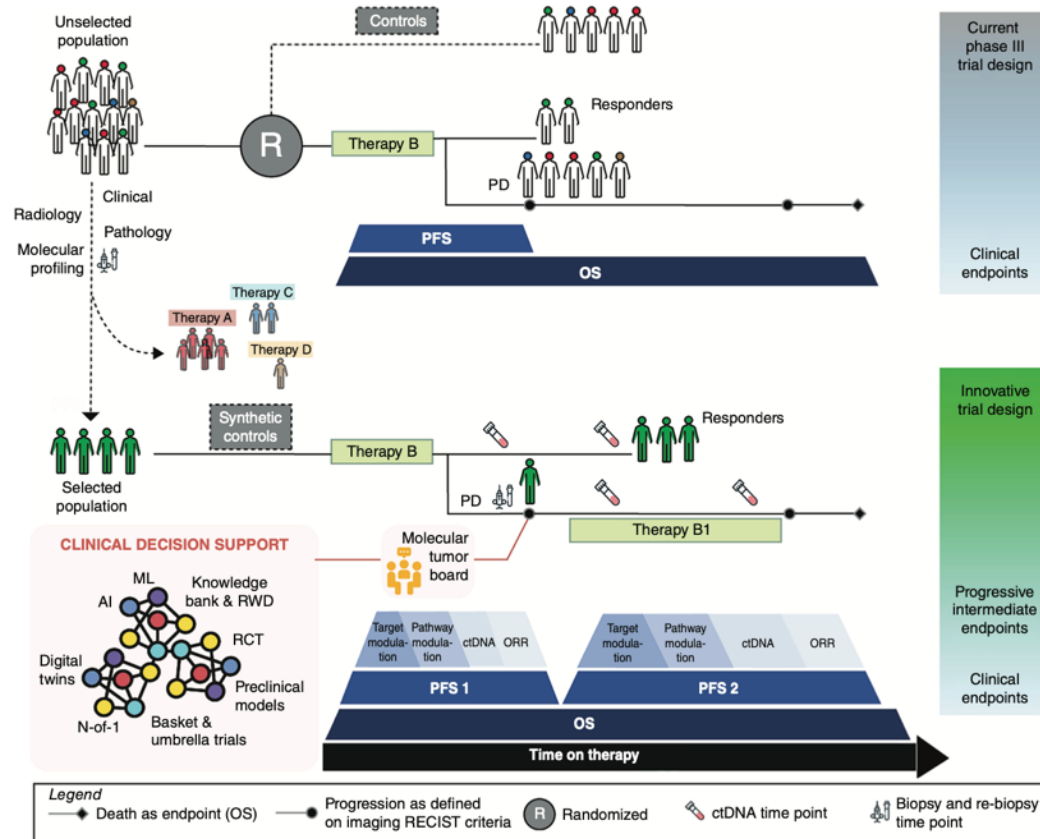 Unselected
population
Controls
Current
phase III
trial design
Responders
R
Therapy B
PD
Clinical
Radiology
Pathology
Molecular
profiling
PFS
OS
Clinical
endpoints
Therapy C
Therapy A
Therapy D
Innovative
trial design
Synthetic
controls
Responders
Therapy B
Selected
population
PD
Therapy B1
CLINICAL DECISION SUPPORT
Molecular
tumor
board
ML
AI
Knowledge
bank & RWD
RCT
Digital
twins
Preclinical
models
N-of-1
Basket &
umbrella trials
Progressive
intermediate
endpoints
Clinical
endpoints
Target
modula-
tion
Pathway
modula-
tion
ctDNA
ORR
Target
modula-
tion
Pathway
modula-
tion
ctDNA
ORR
PFS 1
PFS 2
OS
Time on therapy
Legend
Death as endpoint (OS)
Progression as defined
on imaging RECIST criteria
R
Randomized
ctDNA time point
Biopsy and re-biopsy
time point